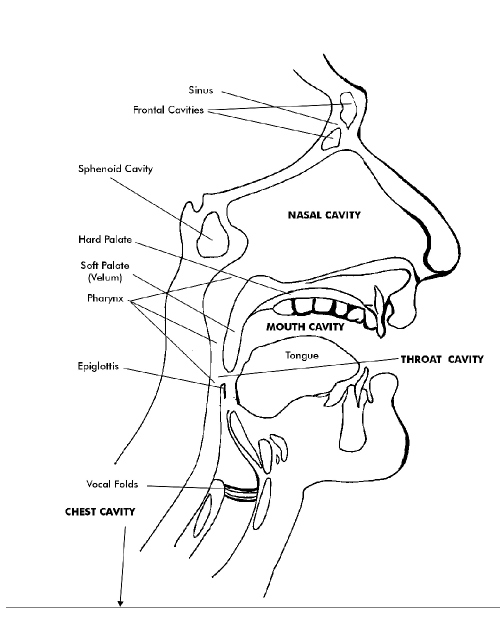 Sinus
Frontal Cavities
Sphenoid Cavity
NASAL CAVITY
Hard Palate
Soft Palate
(Velum)
Pharynx
MOUTH CAVITY
Tongue
THROAT CAVITY
Epiglottis
Vocal Folds
CHEST CAVITY